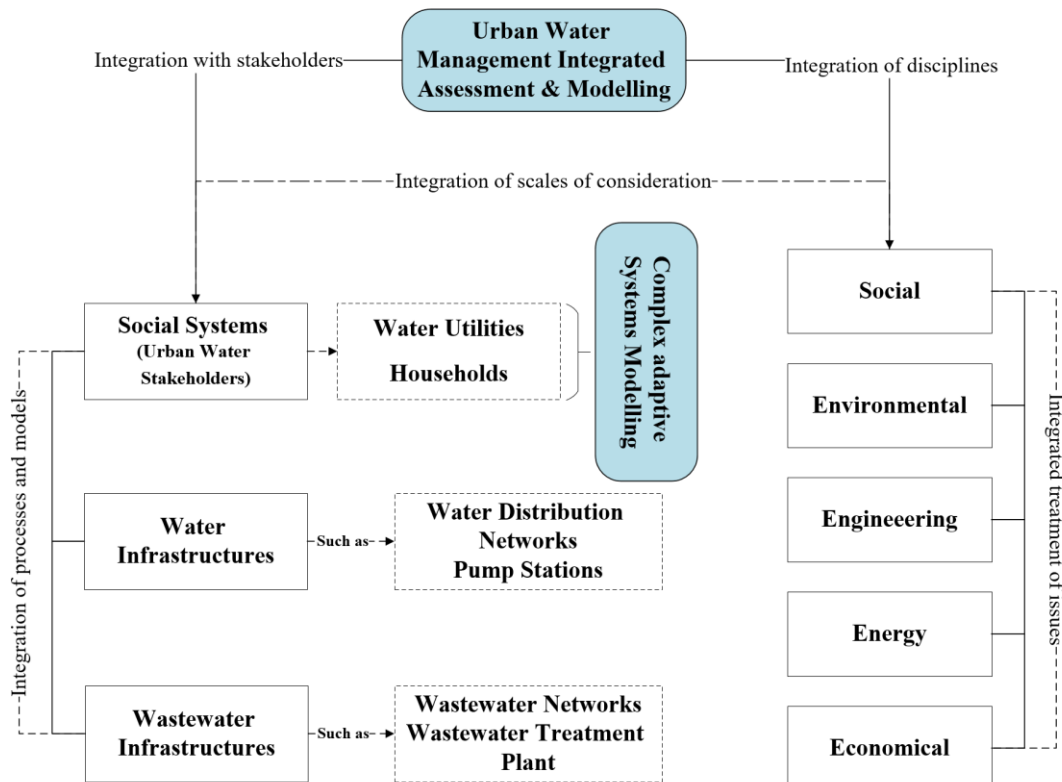 Urban Water
Management Integrated
Assessment & Modelling
Integration with stakeholders
Integration of disciplines
Integration of scales of consideration
Complex adaptive
Systems Modelling
Social Systems
(Urban Water
Stakeholders)
Water Utilities
Households
Water
Infrastructures
Such as
Water Distribution
Networks
Pump Stations
Wastewater
Infrastructures
Such as
Wastewater Networks
Wastewater Treatment
Plant
Integration of processes and models
Social
Environmental
Engineeering
Energy
Economical
Integrated treatment of issues